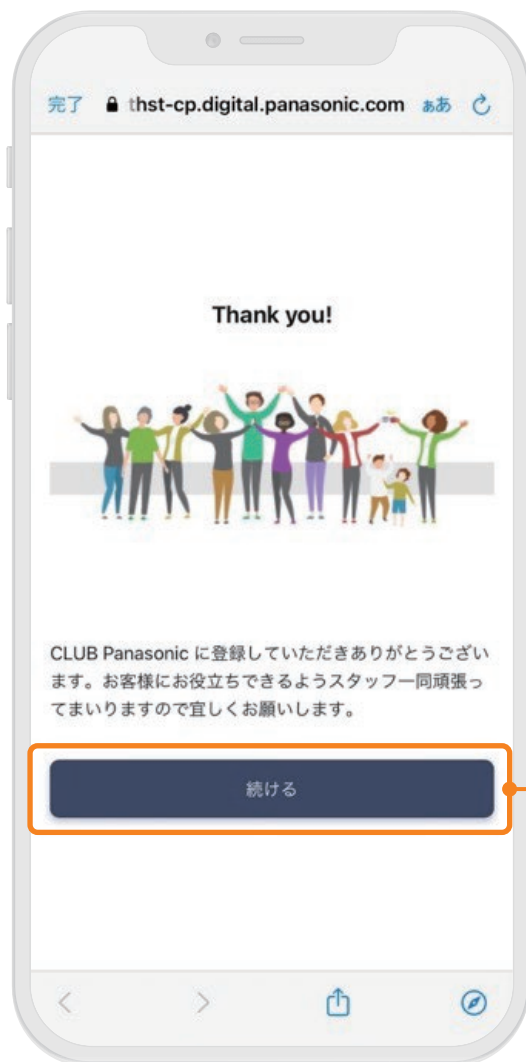 完了 thst-cp.digital.panasonic.com ぁあ
Thank you!
CLUB Panasonic に登録していただきありがとうござい
ます。お客様にお役立ちできるようスタッフ一同頑張っ
てまいりますので宜しくお願いします。
続ける